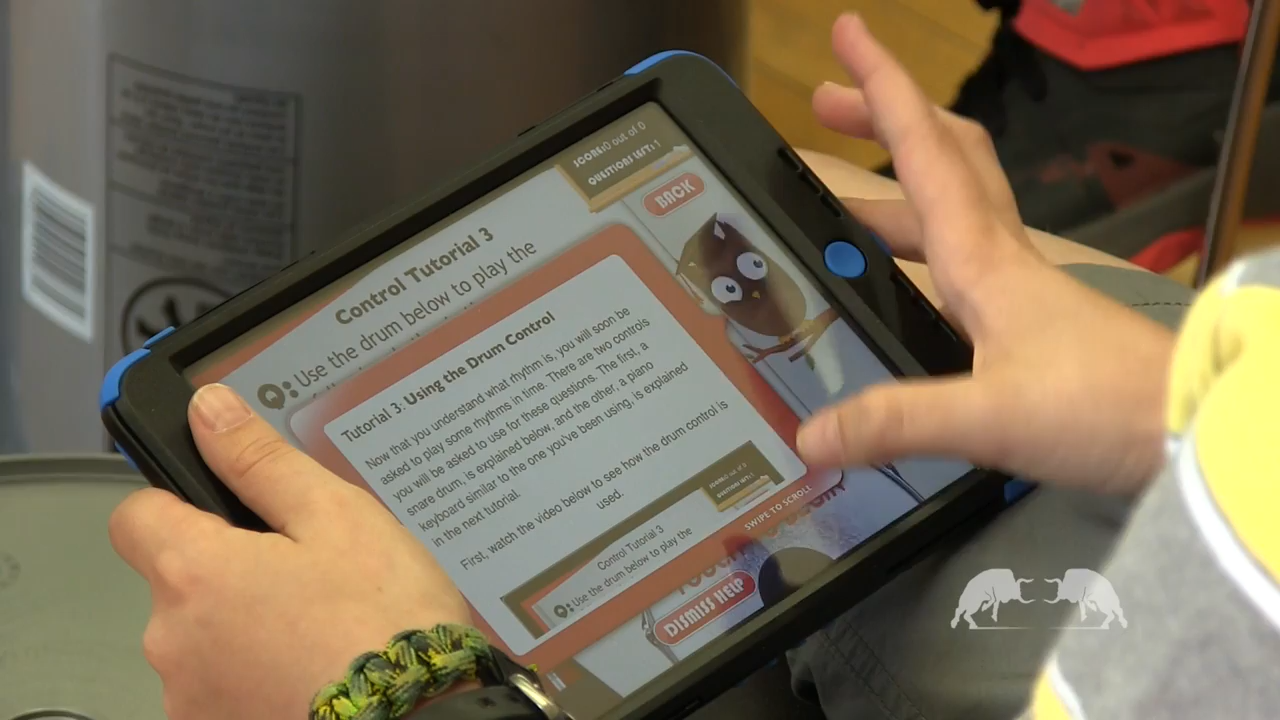 SCORE: 0 out of 0
QUESTIONS LEFT: 1
BACK
Control Tutorial 3
Q: Use the drum below to play the
Tutorial 3: Using the Drum Control
Now that you understand what rhythm is, you will soon be
asked to play some rhythms in time. There are two controls
you will be asked to use for these questions. The first, a
snare drum, is explained below, and the other, a piano
keyboard similar to the one you've been using, is explained
in the next tutorial.
First, watch the video below to see how the drum control is
used.
SCORE: 0 out of 0
Control Tutorial 3
Q: Use the drum below to play the
SWIPE TO SCROLL
DISMISS HELP